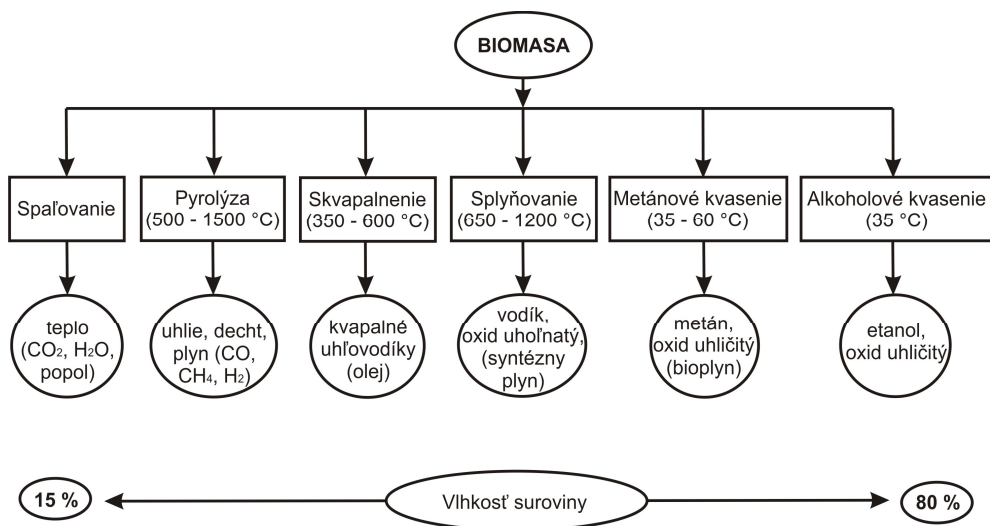 BIOMASA
Spaľovanie
Pyrolýza
(500 - 1500 °C)
Skvapalnenie
(350 - 600 °C)
Splyňovanie
(650 - 1200 °C)
Metánové kvasenie
(35 - 60 °C)
Alkoholové kvasenie
(35 °C)
teplo
(CO₂, H₂O,
popol)
uhlie, decht,
plyn (CO,
CH₄, H₂)
kvapalné
uhľovodíky
(olej)
vodík,
oxid uhoľnatý,
(syntézny
plyn)
metán,
oxid uhličitý
(bioplyn)
etanol,
oxid uhličitý
15 %
Vlhkosť suroviny
80 %